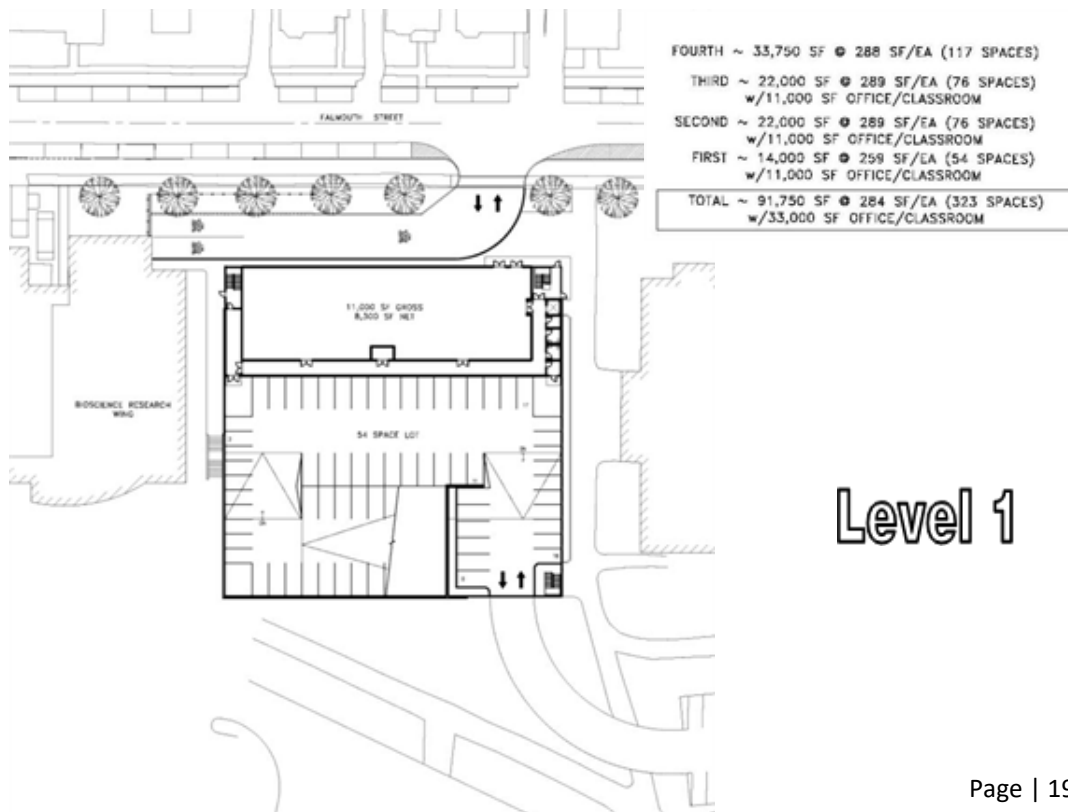 FOURTH ~ 33,750 SF @ 288 SF/EA (117 SPACES)
THIRD ~ 22,000 SF @ 289 SF/EA (76 SPACES)
w/11,000 SF OFFICE/CLASSROOM
SECOND ~ 22,000 SF @ 289 SF/EA (76 SPACES)
w/11,000 SF OFFICE/CLASSROOM
FIRST ~ 14,000 SF @ 259 SF/EA (54 SPACES)
w/11,000 SF OFFICE/CLASSROOM
TOTAL ~ 91,750 SF @ 284 SF/EA (323 SPACES)
w/33,000 SF OFFICE/CLASSROOM
FALMOUTH STREET
11,000 SF GROSS
8,300 SF NET
BIOSCIENCE RESEARCH
WING
54 SPACE LOT
17
Level 1
Page | 19